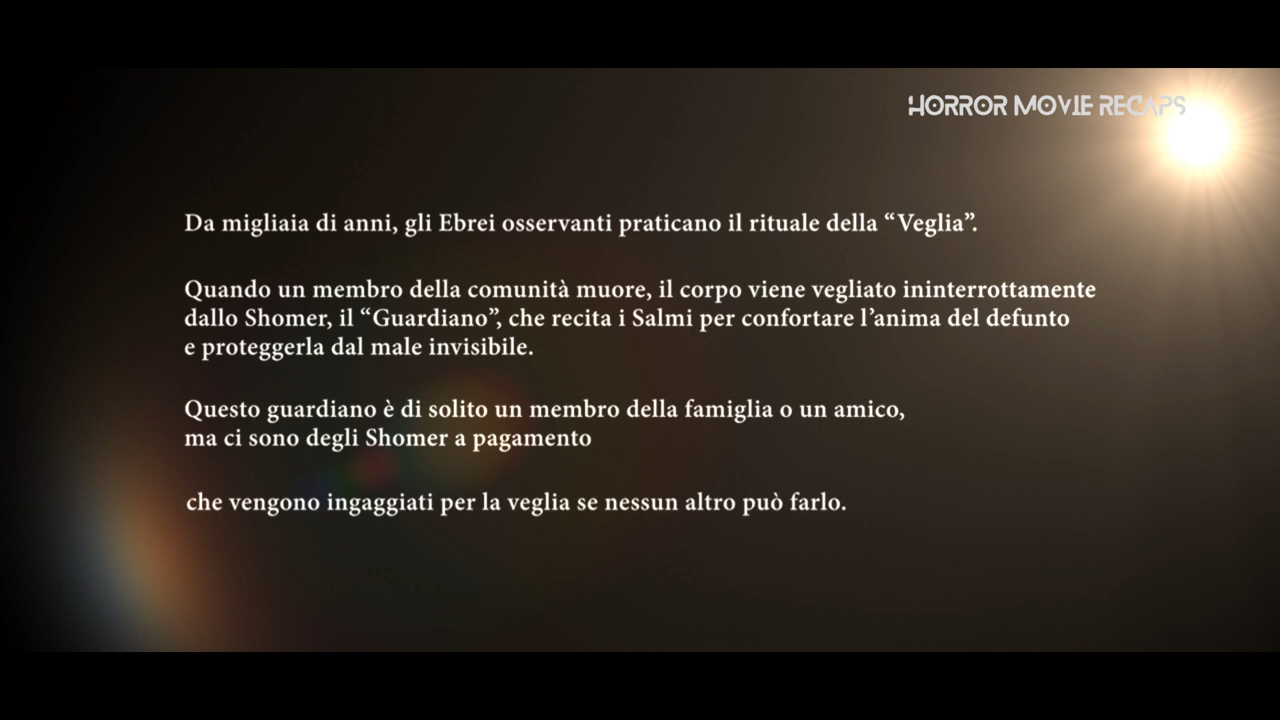 HORROR MOVIE RECAPS
Da migliaia di anni, gli Ebrei osservanti praticano il rituale della “Veglia”.
Quando un membro della comunità muore, il corpo viene vegliato ininterrottamente
dallo Shomer, il “Guardiano”, che recita i Salmi per confortare l’anima del defunto
e proteggerla dal male invisibile.
Questo guardiano è di solito un membro della famiglia o un amico,
ma ci sono degli Shomer a pagamento
che vengono ingaggiati per la veglia se nessun altro può farlo.